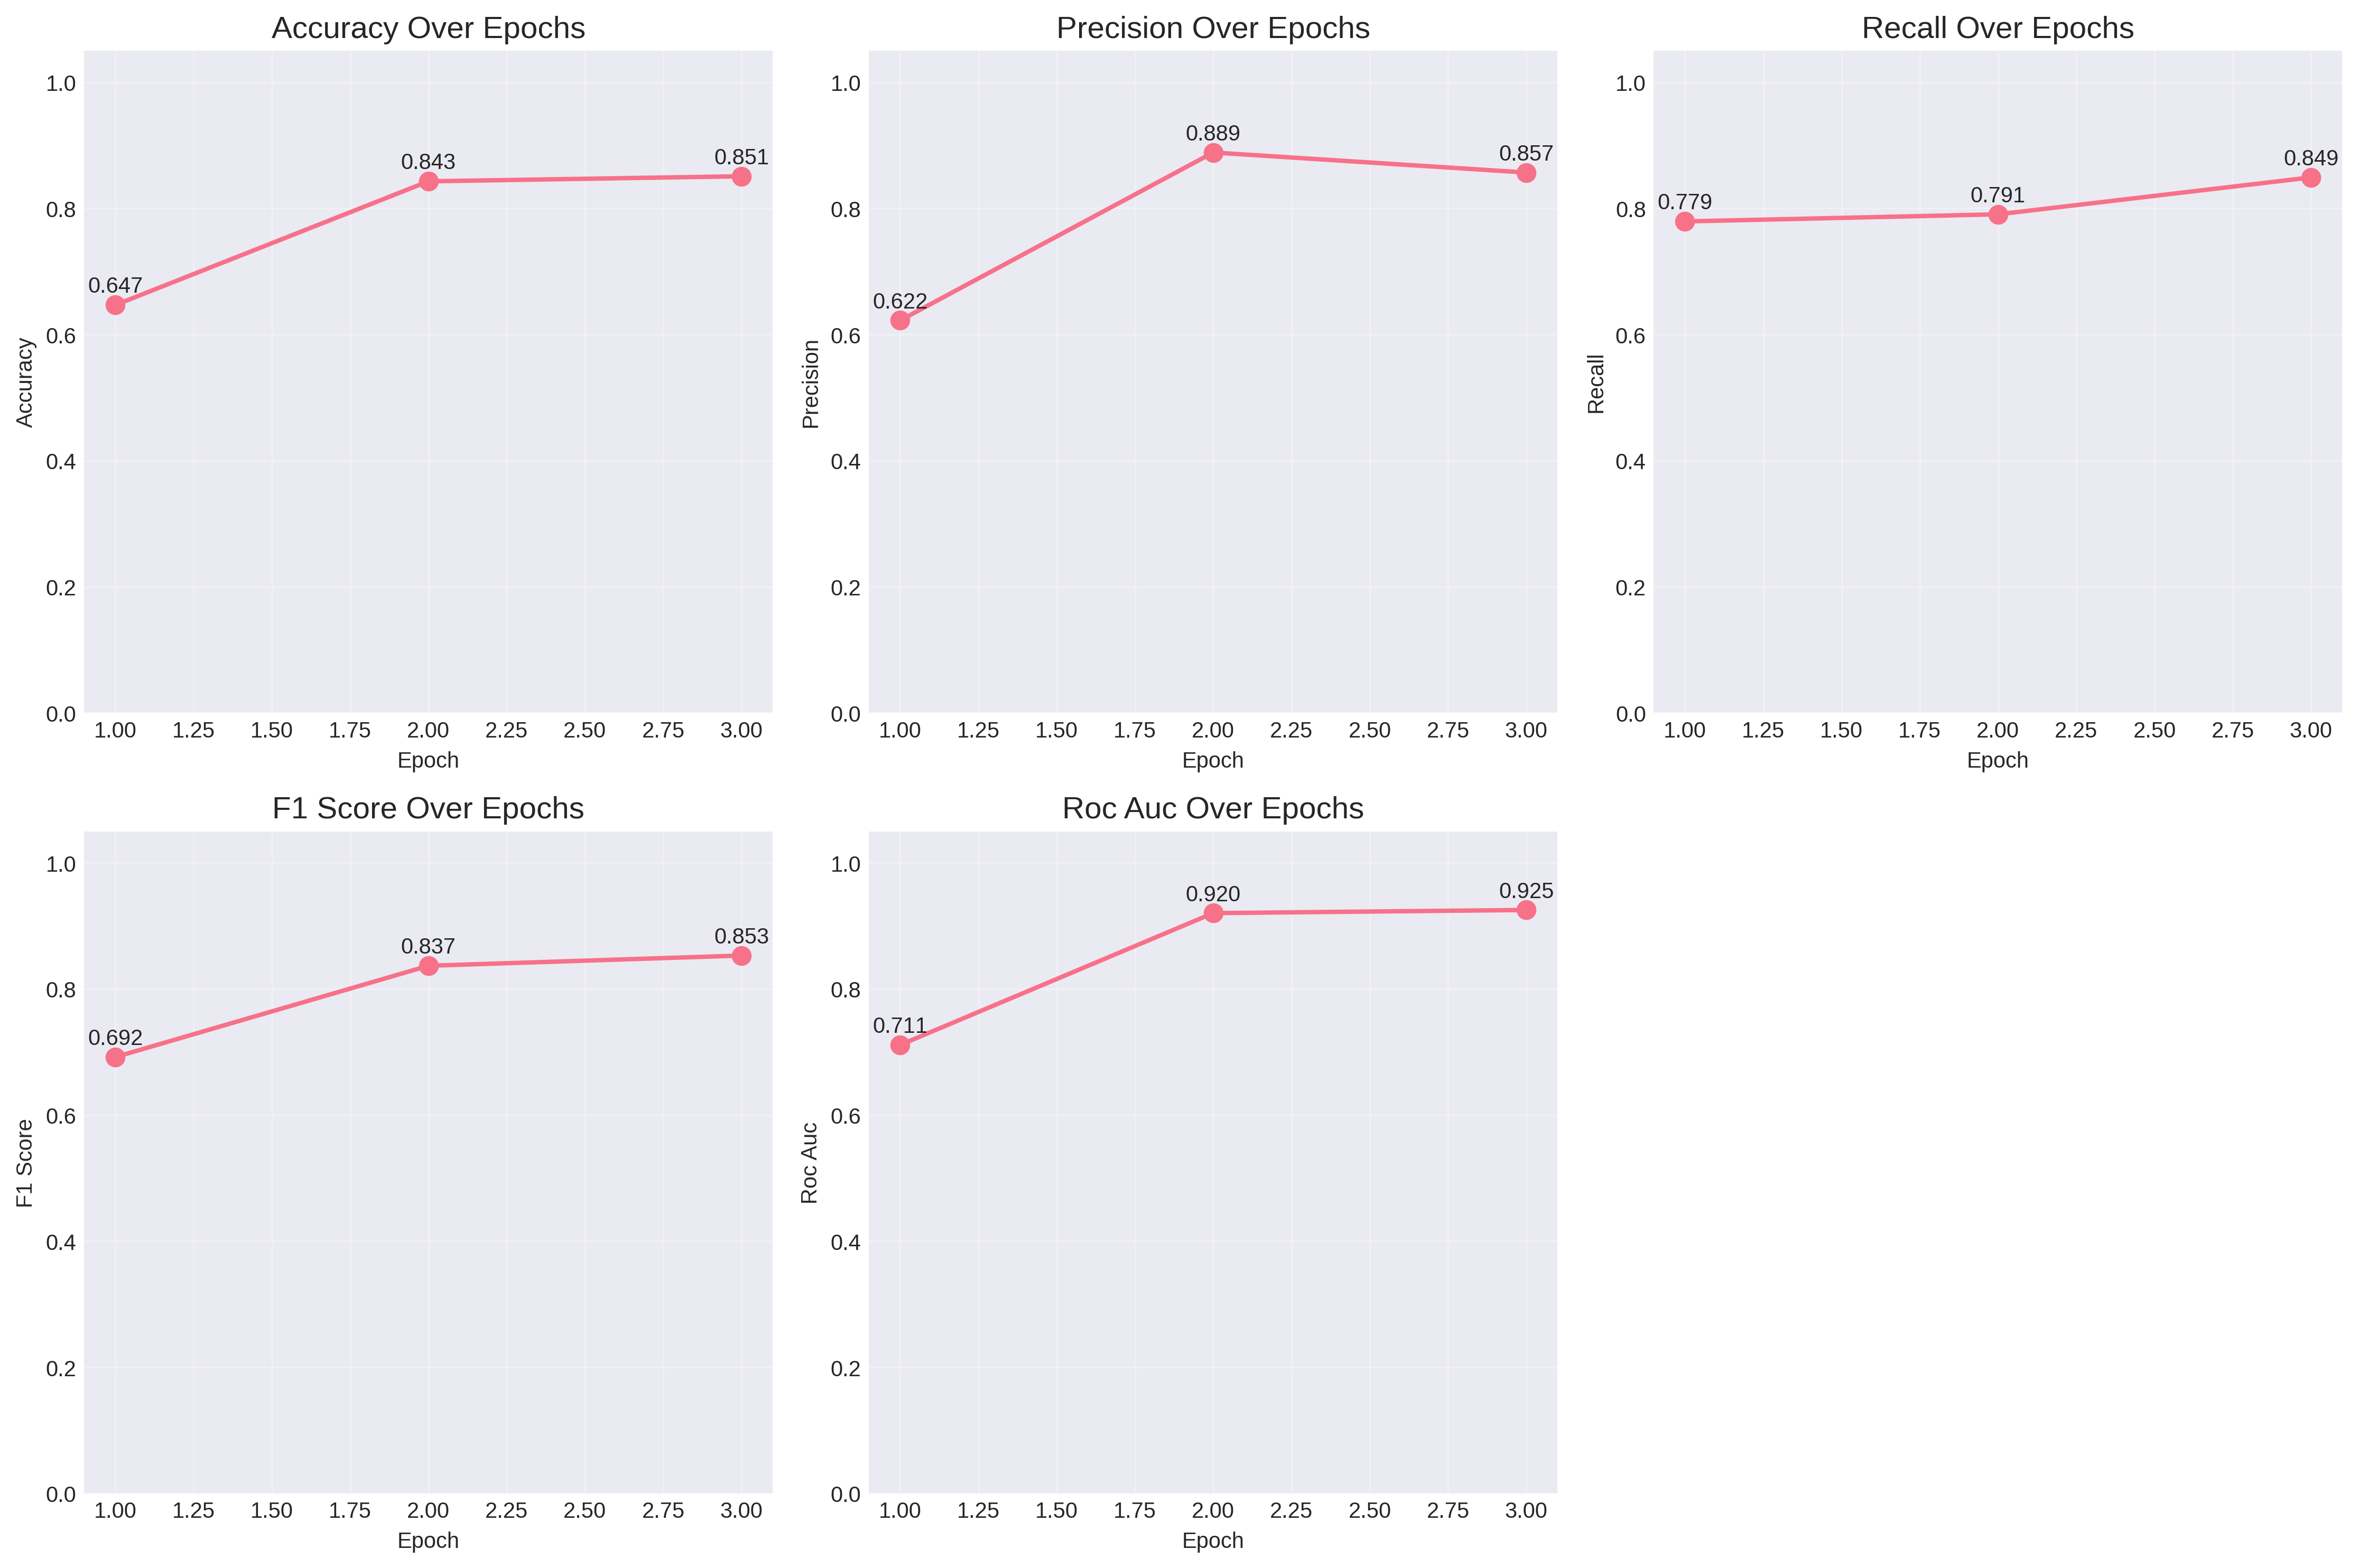 Accuracy Over Epochs
1.0
0.8
0.6
0.4
0.2
0.0
Accuracy
0.647
0.843
0.851
1.00 1.25 1.50 1.75 2.00 2.25 2.50 2.75 3.00
Epoch
Precision Over Epochs
1.0
0.8
0.6
0.4
0.2
0.0
Precision
0.622
0.889
0.857
1.00 1.25 1.50 1.75 2.00 2.25 2.50 2.75 3.00
Epoch
Recall Over Epochs
1.0
0.8
0.6
0.4
0.2
0.0
Recall
0.779
0.791
0.849
1.00 1.25 1.50 1.75 2.00 2.25 2.50 2.75 3.00
Epoch
F1 Score Over Epochs
1.0
0.8
0.6
0.4
0.2
0.0
F1 Score
0.692
0.837
0.853
1.00 1.25 1.50 1.75 2.00 2.25 2.50 2.75 3.00
Epoch
Roc Auc Over Epochs
1.0
0.8
0.6
0.4
0.2
0.0
Roc Auc
0.711
0.920
0.925
1.00 1.25 1.50 1.75 2.00 2.25 2.50 2.75 3.00
Epoch